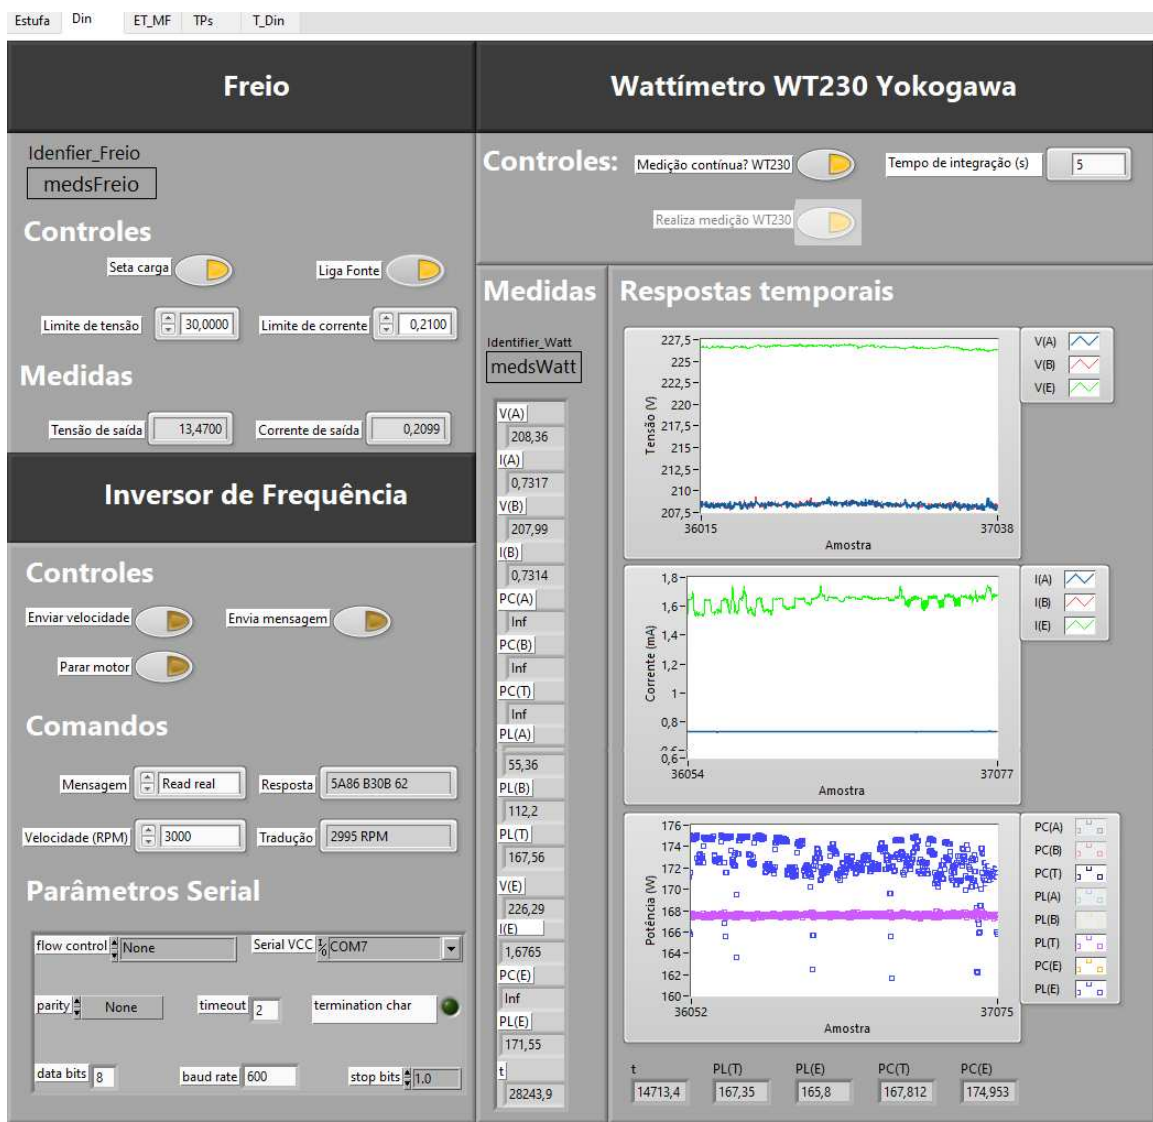 Estufa Din ET_MF TPs T_Din
Freio
Idenfier_Freio
medsFreio
Controles
Seta carga
Liga Fonte
Limite de tensão 30,0000
Limite de corrente 0,2100
Medidas
Tensão de saída 13,4700
Corrente de saída 0,2099
Inversor de Frequência
Controles
Enviar velocidade
Envia mensagem
Parar motor
Comandos
Mensagem Read real
Resposta 5A86 B30B 62
Velocidade (RPM) 3000
Tradução 2995 RPM
Parâmetros Serial
flow control None
Serial VCC COM7
parity None
timeout 2
termination char
data bits 8
baud rate 600
stop bits 1.0
Wattímetro WT230 Yokogawa
Controles:
Medição contínua? WT230
Tempo de integração (s) 5
Realiza medição WT230
Medidas
Identifier_Watt
medsWatt
V(A)
208,36
I(A)
0,7317
V(B)
207,99
I(B)
0,7314
PC(A)
Inf
PC(B)
Inf
PC(T)
Inf
PL(A)
55,36
PL(B)
112,2
PL(T)
167,56
V(E)
226,29
I(E)
1,6765
PC(E)
Inf
PL(E)
171,55
t
28243,9
Respostas temporais
Tensão (V)
227,5
225
222,5
220
217,5
215
212,5
210
207,5
36015 37038
Amostra
V(A)
V(B)
V(E)
Corrente (mA)
1,8
1,6
1,4
1,2
1
0,8
0,6
36054 37077
Amostra
I(A)
I(B)
I(E)
Potência (W)
176
174
172
170
168
166
164
162
160
36052 37075
Amostra
PC(A)
PC(B)
PC(T)
PL(A)
PL(B)
PL(T)
PC(E)
PL(E)
t PL(T) PL(E) PC(T) PC(E)
14713,4 167,35 165,8 167,812 174,953